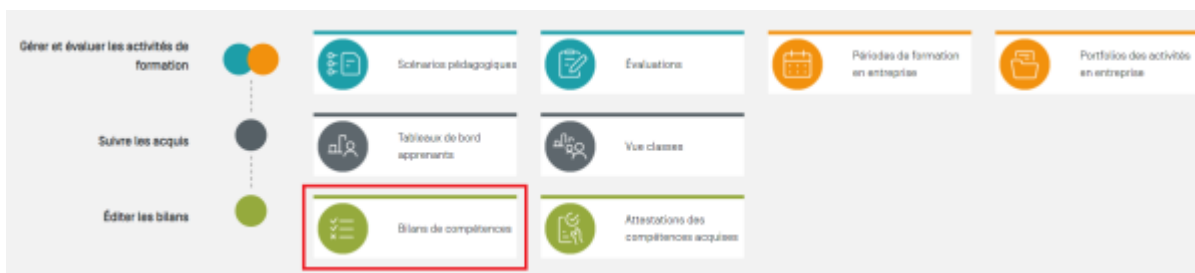 Gérer et évaluer les activités de
formation
Scénarios pédagogiques
Évaluations
Périodes de formation
en entreprise
Portfolios des activités
en entreprise
Suivre les acquis
Tableaux de bord
apprenants
Vue classes
Éditer les bilans
Bilans de compétences
Attestations des
compétences acquises